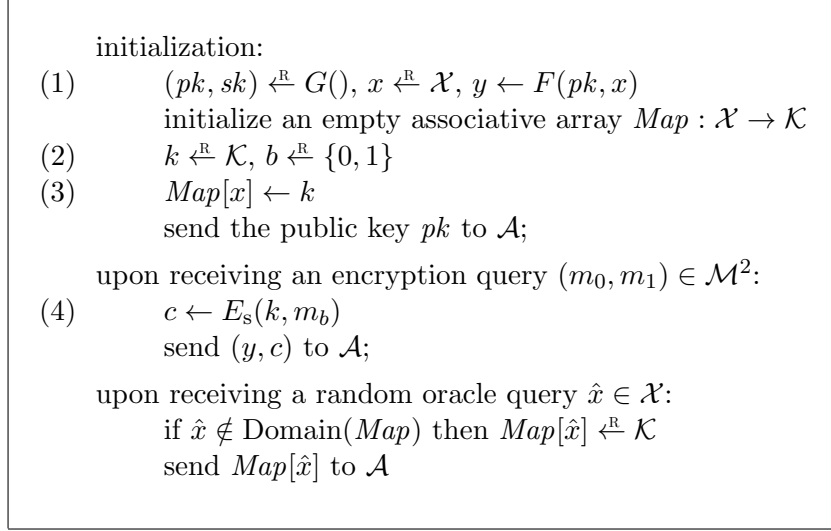 initialization:
(1) (pk, sk) ←ᴿ G(), x ←ᴿ 𝒳, y ← F(pk, x)
initialize an empty associative array Map : 𝒳 → 𝒦
(2) k ←ᴿ 𝒦, b ←ᴿ {0, 1}
(3) Map[x] ← k
send the public key pk to 𝒜;
upon receiving an encryption query (m₀, m₁) ∈ ℳ²:
(4) c ← Eₛ(k, m_b)
send (y, c) to 𝒜;
upon receiving a random oracle query x̂ ∈ 𝒳:
if x̂ ∉ Domain(Map) then Map[x̂] ←ᴿ 𝒦
send Map[x̂] to 𝒜